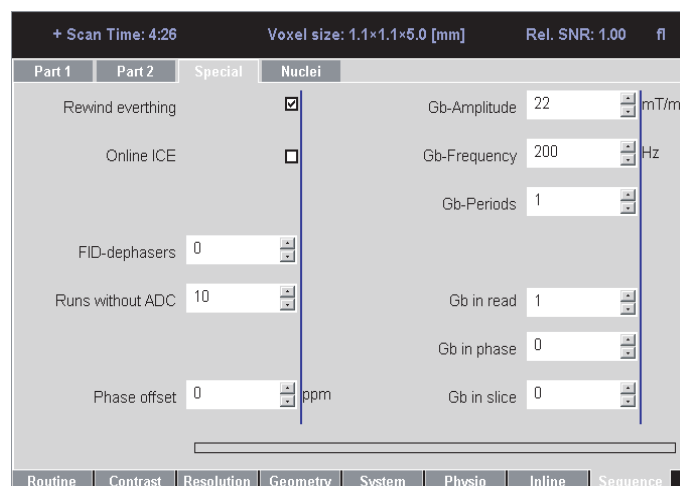 + Scan Time: 4:26 Voxel size: 1.1×1.1×5.0 [mm] Rel. SNR: 1.00 fl
Part 1 Part 2 Special Nuclei
Rewind everthing Gb-Amplitude 22 mT/m
Online ICE Gb-Frequency 200 Hz
Gb-Periods 1
FID-dephasers 0
Runs without ADC 10 Gb in read 1
Gb in phase 0
Phase offset 0 ppm Gb in slice 0
Routine Contrast Resolution Geometry System Physio Inline Sequence